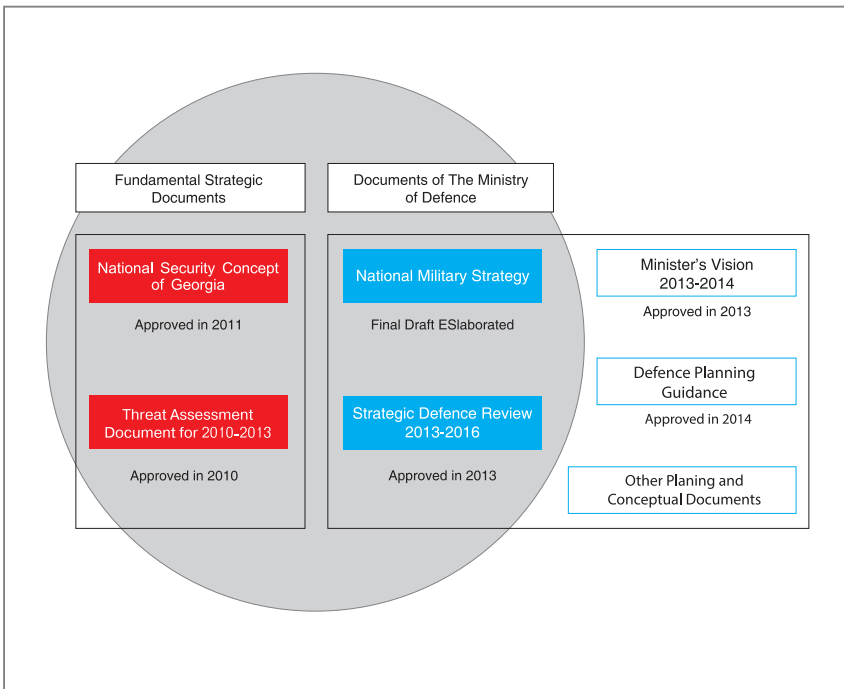 Fundamental Strategic
Documents
Documents of The Ministry
of Defence
National Security Concept
of Georgia
Approved in 2011
Threat Assessment
Document for 2010-2013
Approved in 2010
National Military Strategy
Final Draft ESlaborated
Strategic Defence Review
2013-2016
Approved in 2013
Minister's Vision
2013-2014
Approved in 2013
Defence Planning
Guidance
Approved in 2014
Other Planing and
Conceptual Documents